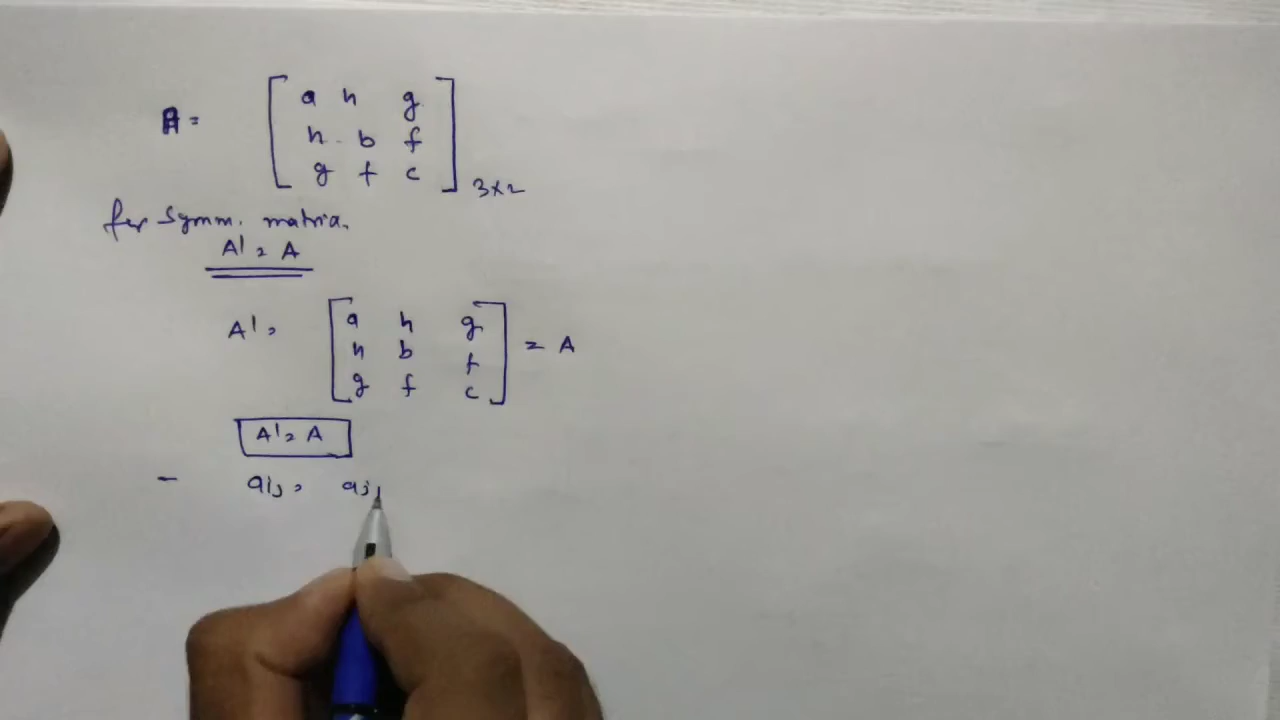 A = [ a h g
h b f
g f c ] 3×2
for Symm. matrix.
A' = A
A' = [ a h g
h b f
g f c ] = A
A' = A
- aij = aji